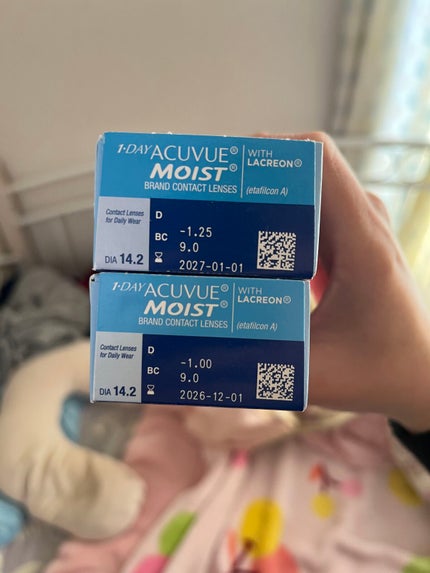 1-DAY ACUVUE® WITH
MOIST® LACREON®
BRAND CONTACT LENSES (etafilcon A)
Contact Lenses
for Daily Wear
D -1.25
BC 9.0
2027-01-01
DIA 14.2
1-DAY ACUVUE® WITH
MOIST® LACREON®
BRAND CONTACT LENSES (etafilcon A)
Contact Lenses
for Daily Wear
D -1.00
BC 9.0
2026-12-01
DIA 14.2